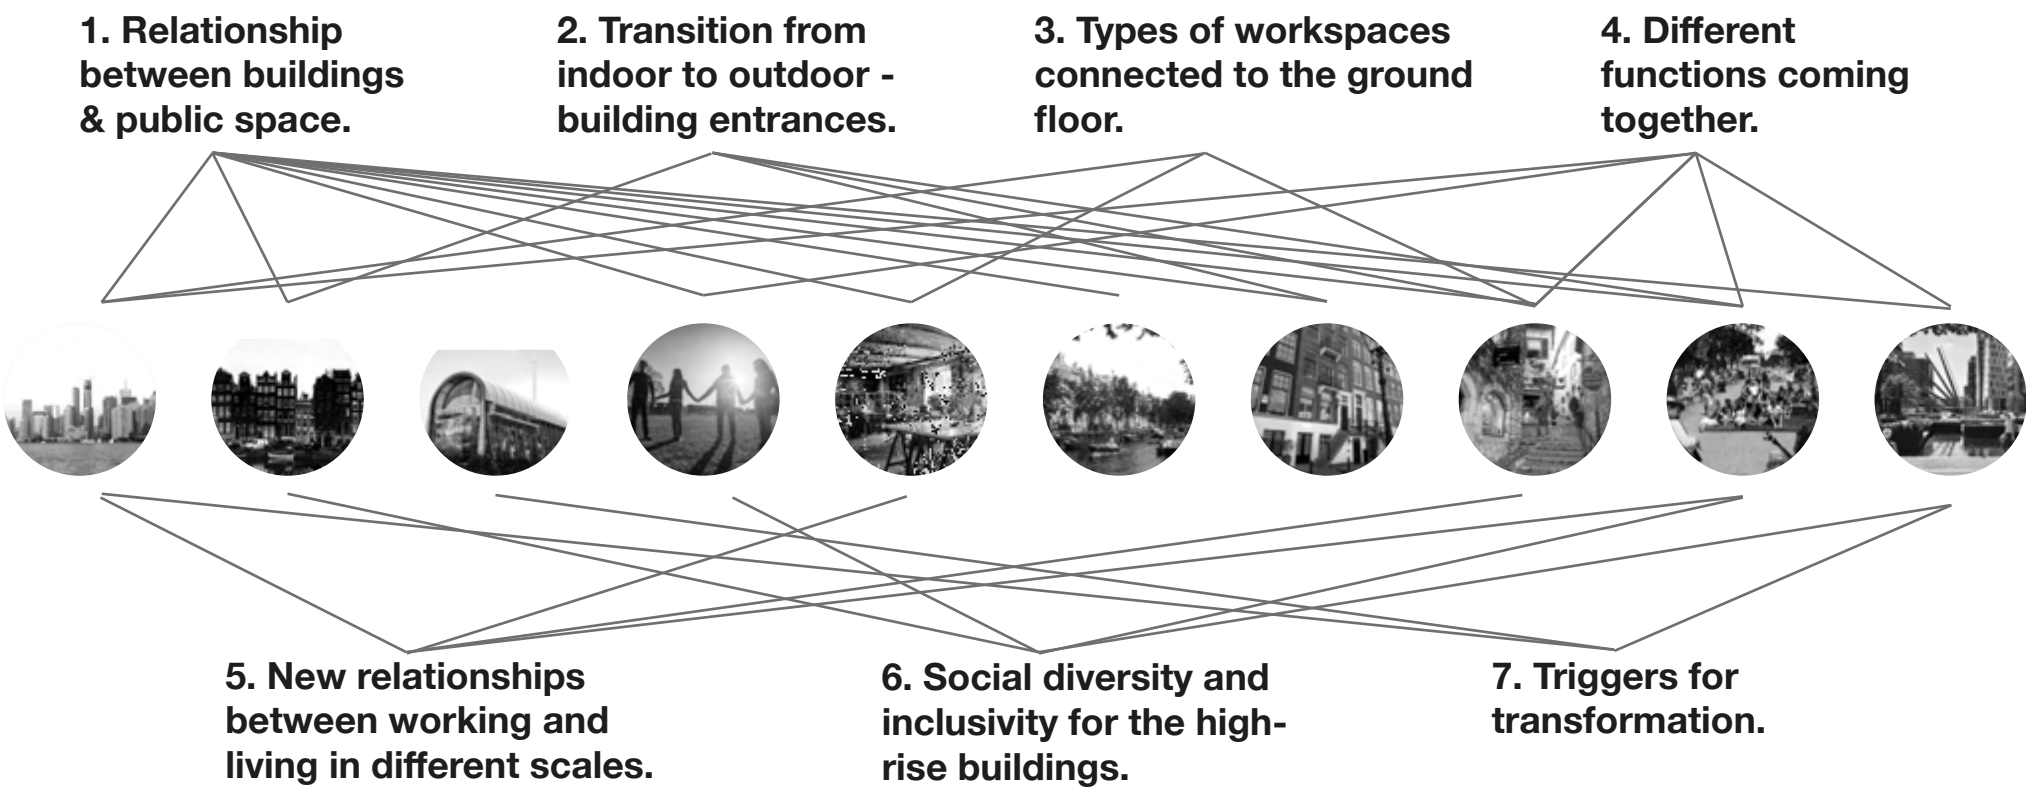 1. Relationship
between buildings
& public space.
2. Transition from
indoor to outdoor -
building entrances.
3. Types of workspaces
connected to the ground
floor.
4. Different
functions coming
together.
5. New relationships
between working and
living in different scales.
6. Social diversity and
inclusivity for the high-
rise buildings.
7. Triggers for
transformation.